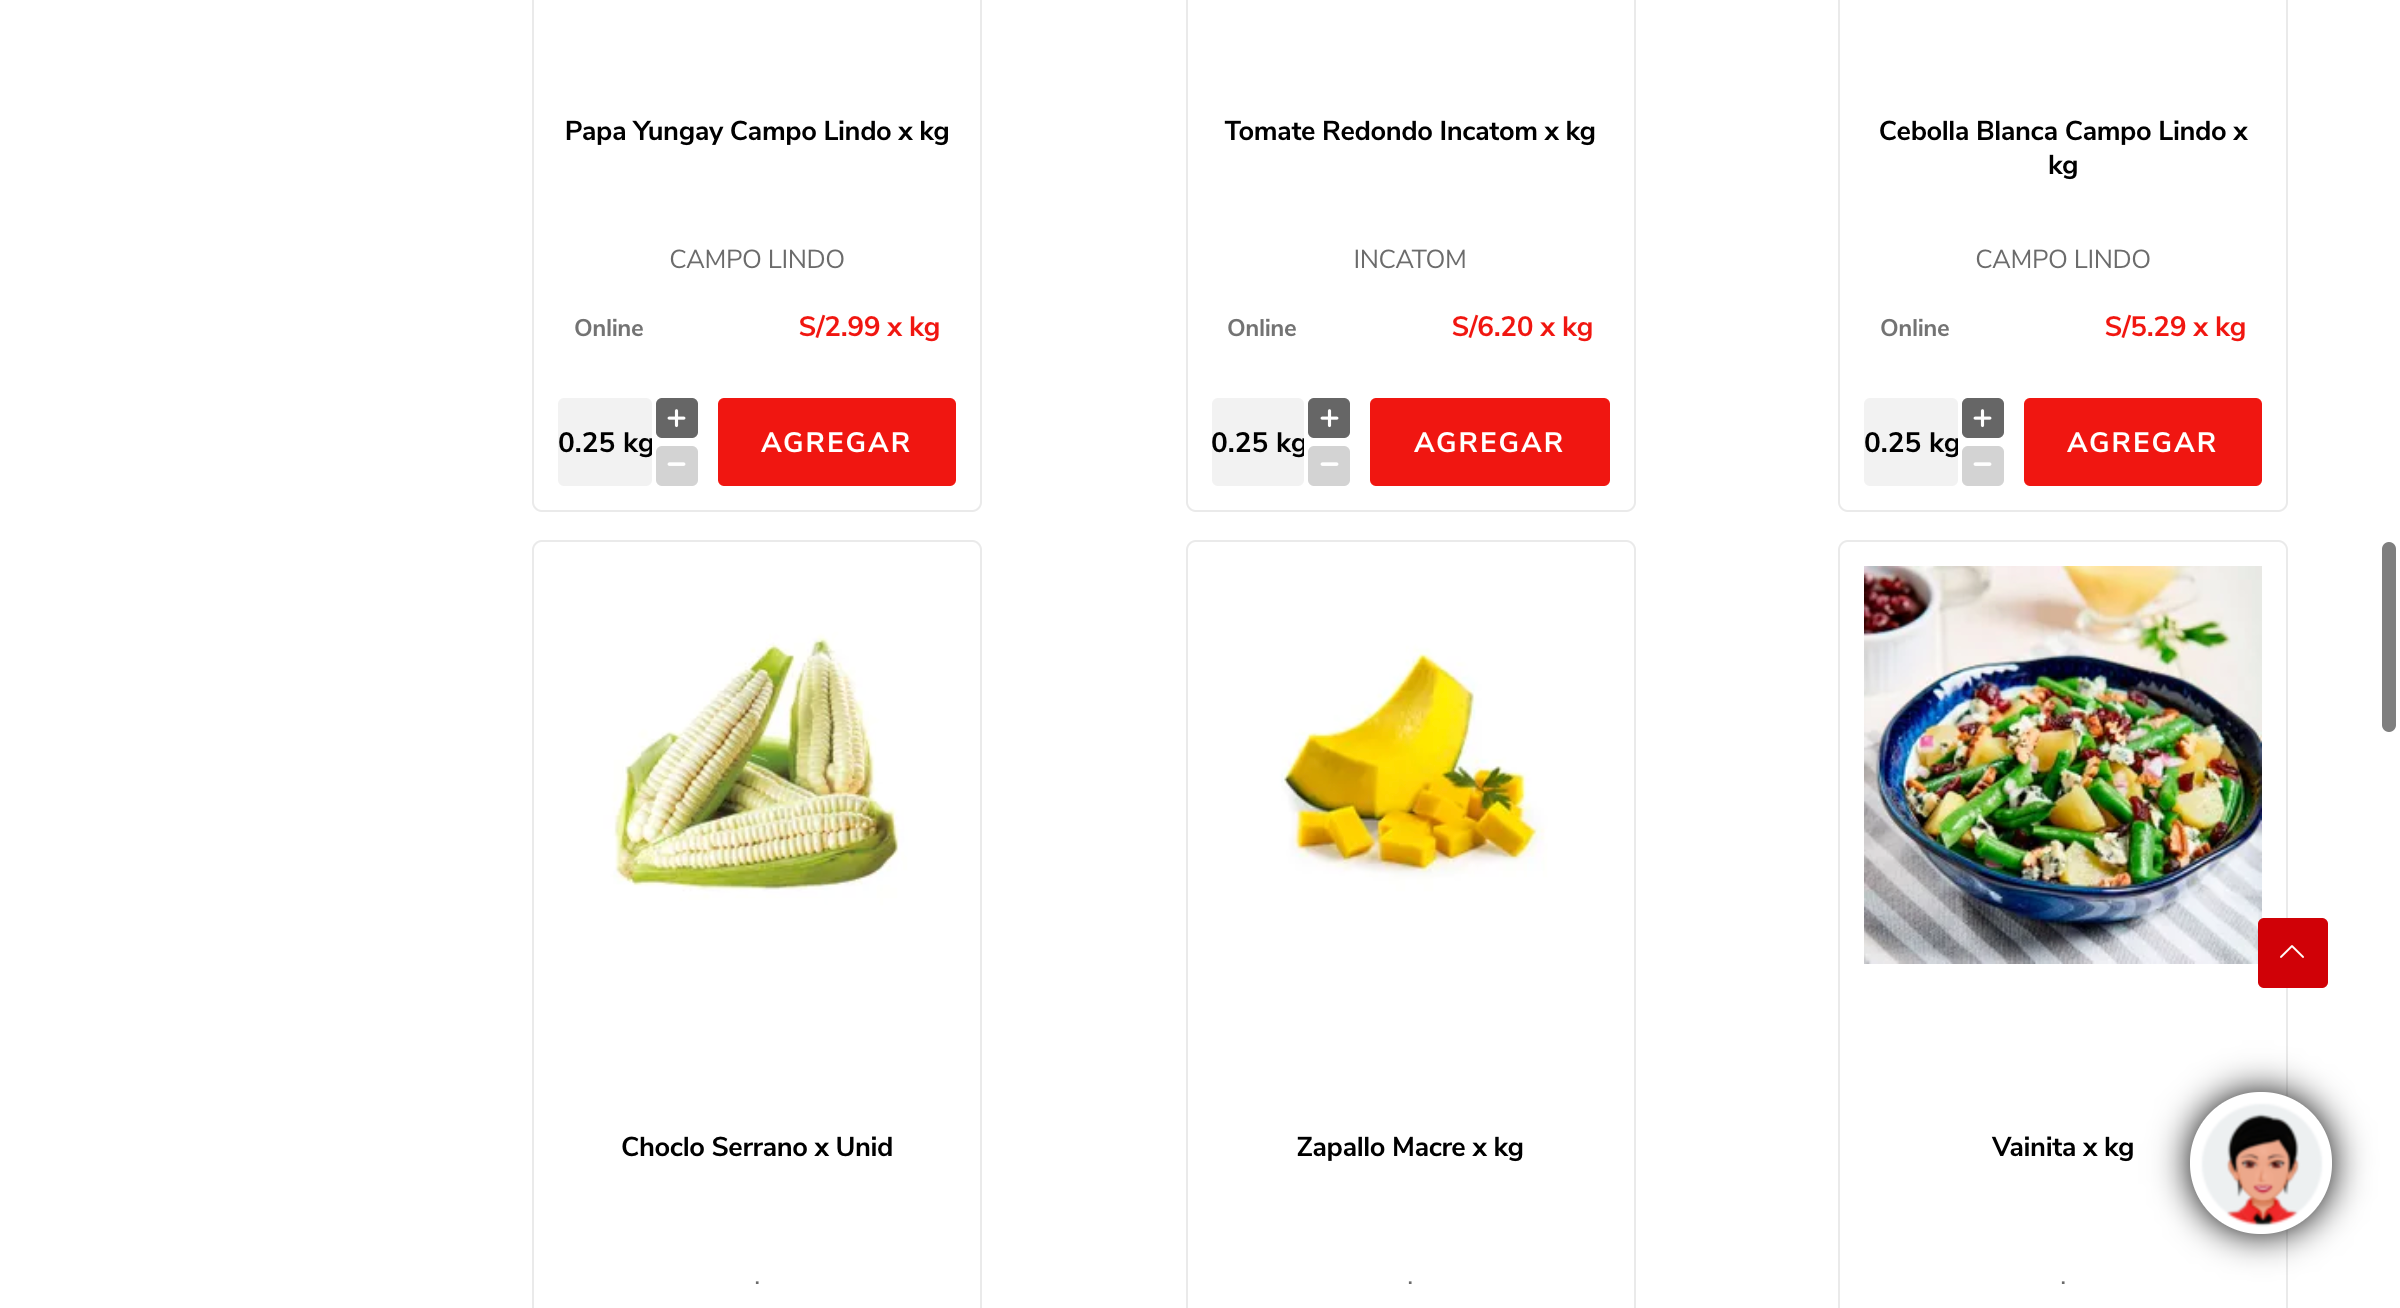 Papa Yungay Campo Lindo x kg
Tomate Redondo Incatom x kg
Cebolla Blanca Campo Lindo x
kg
CAMPO LINDO
INCATOM
CAMPO LINDO
Online S/2.99 x kg
Online S/6.20 x kg
Online S/5.29 x kg
0.25 kg + − AGREGAR
0.25 kg + − AGREGAR
0.25 kg + − AGREGAR
Choclo Serrano x Unid
Zapallo Macre x kg
Vainita x kg
.
.
.